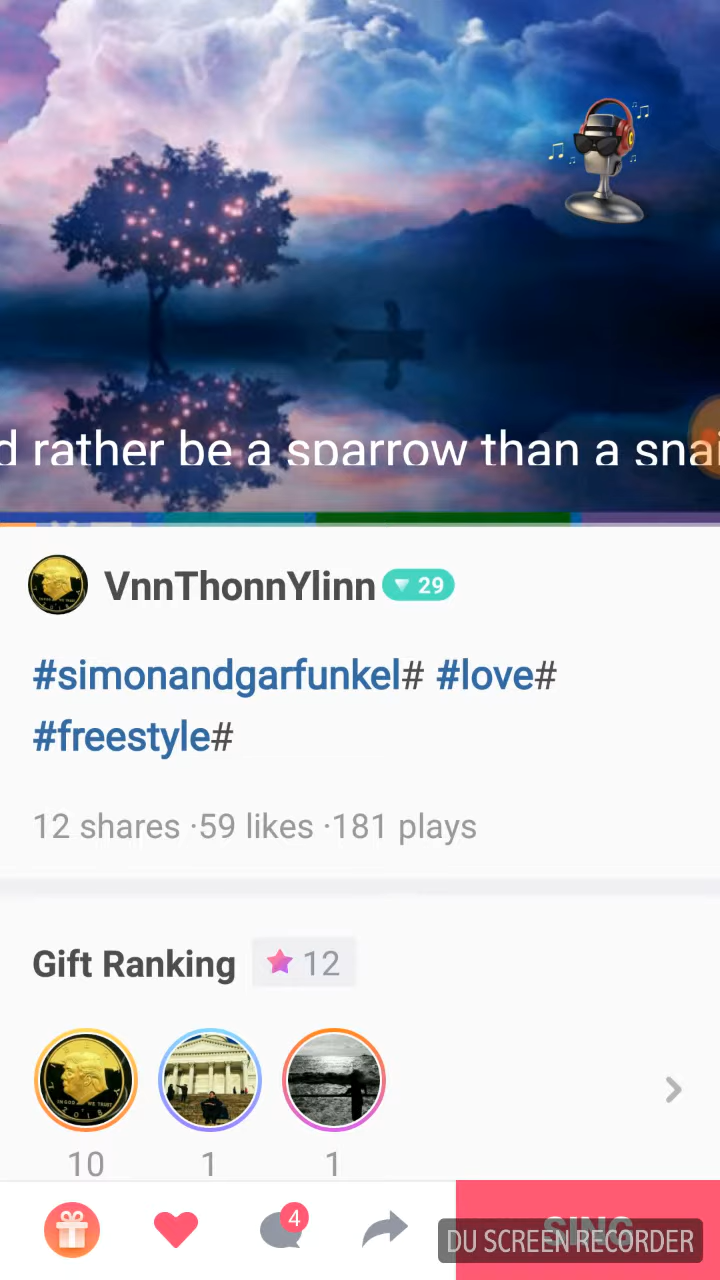 d rather be a sparrow than a snai
VnnThonnYlinn 29
#simonandgarfunkel# #love#
#freestyle#
12 shares ·59 likes ·181 plays
Gift Ranking 12
10 1 1
4
SING
DU SCREEN RECORDER